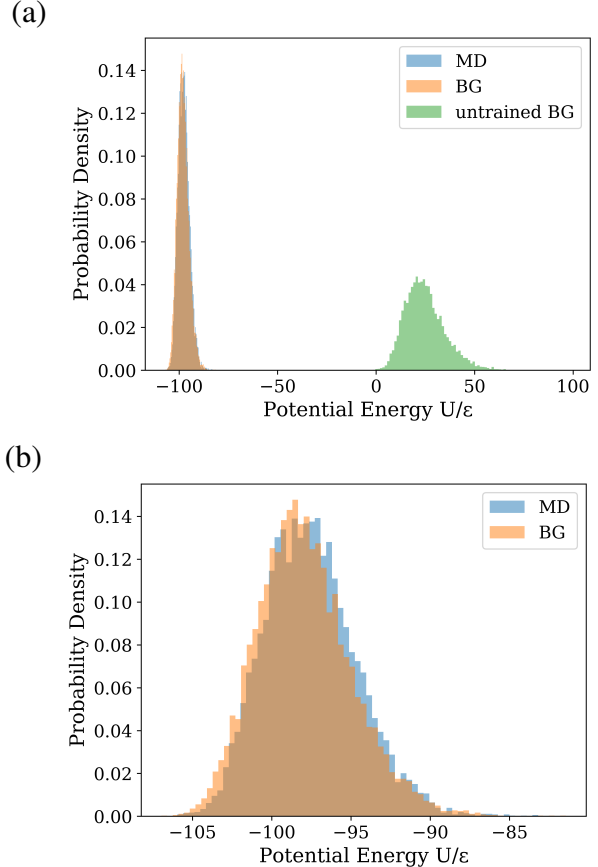 (a)
Probability Density
0.14
0.12
0.10
0.08
0.06
0.04
0.02
0.00
MD
BG
untrained BG
−100
−50
0
50
100
Potential Energy U/ε
(b)
Probability Density
0.14
0.12
0.10
0.08
0.06
0.04
0.02
0.00
MD
BG
−105
−100
−95
−90
−85
Potential Energy U/ε